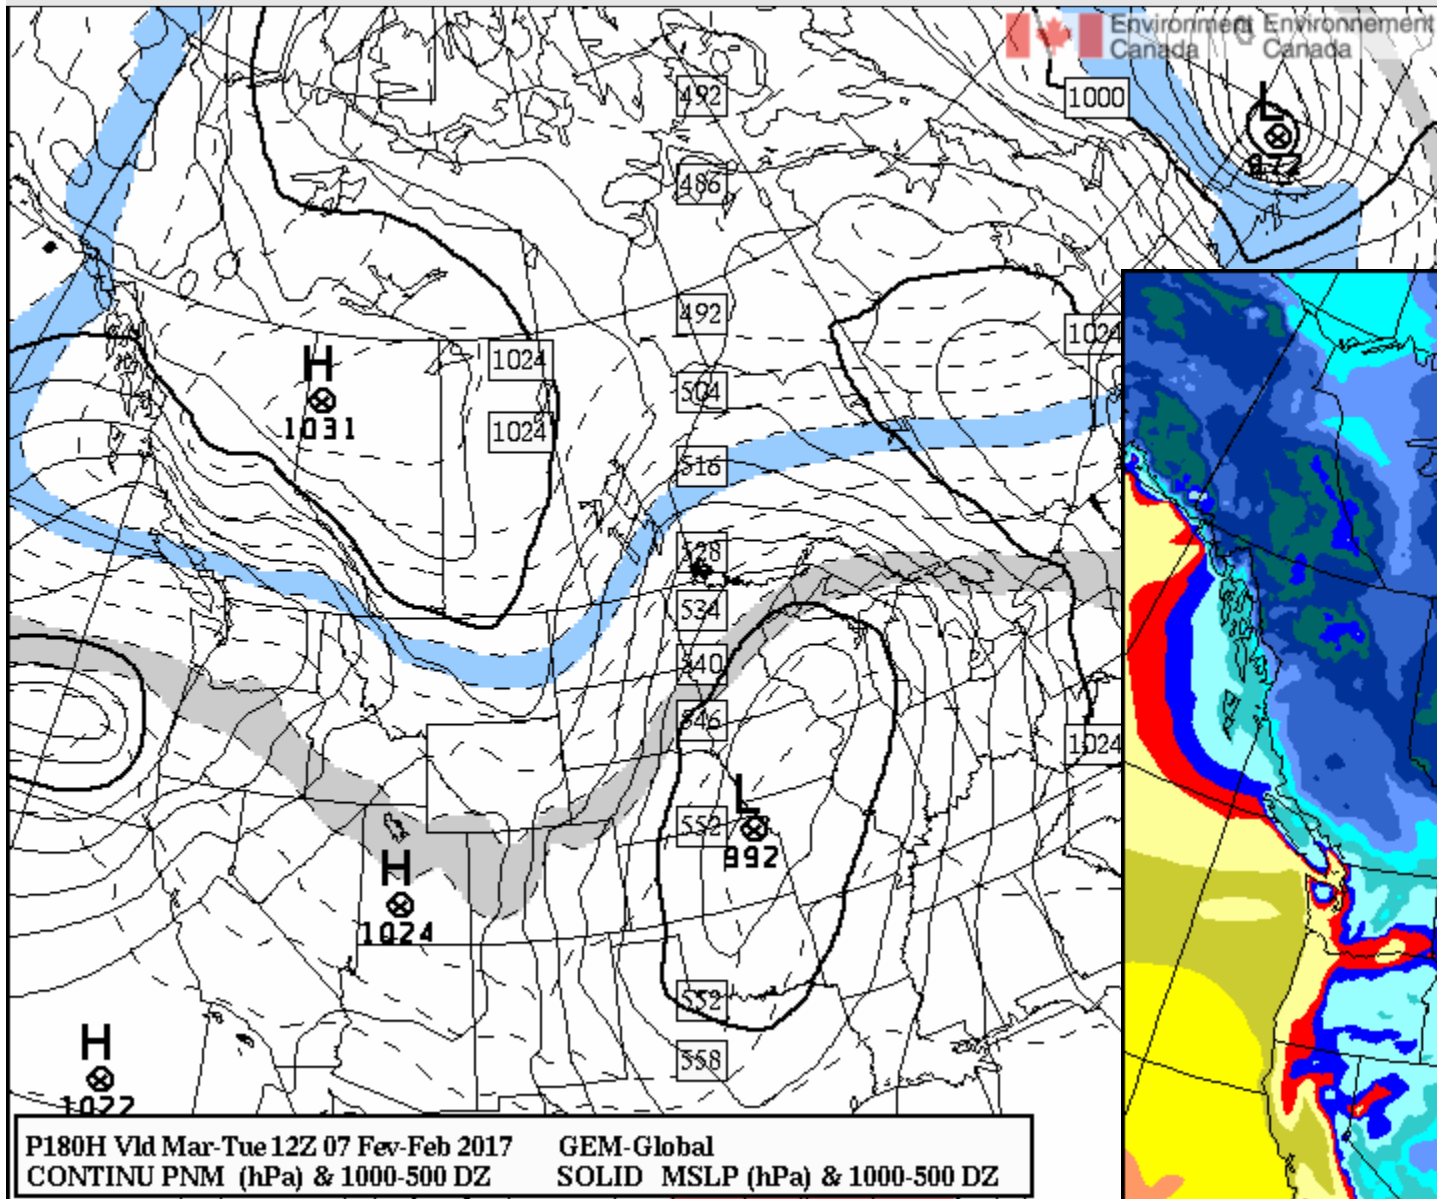 Environment Environnement
Canada Canada
492
1000
L
972
486
492
H
1031
1024
1024
504
1024
516
528
534
540
546
1024
L
552
992
H
1024
552
H
1022
558
P180H Vld Mar-Tue 12Z 07 Fev-Feb 2017 GEM-Global
CONTINU PNM (hPa) & 1000-500 DZ SOLID MSLP (hPa) & 1000-500 DZ